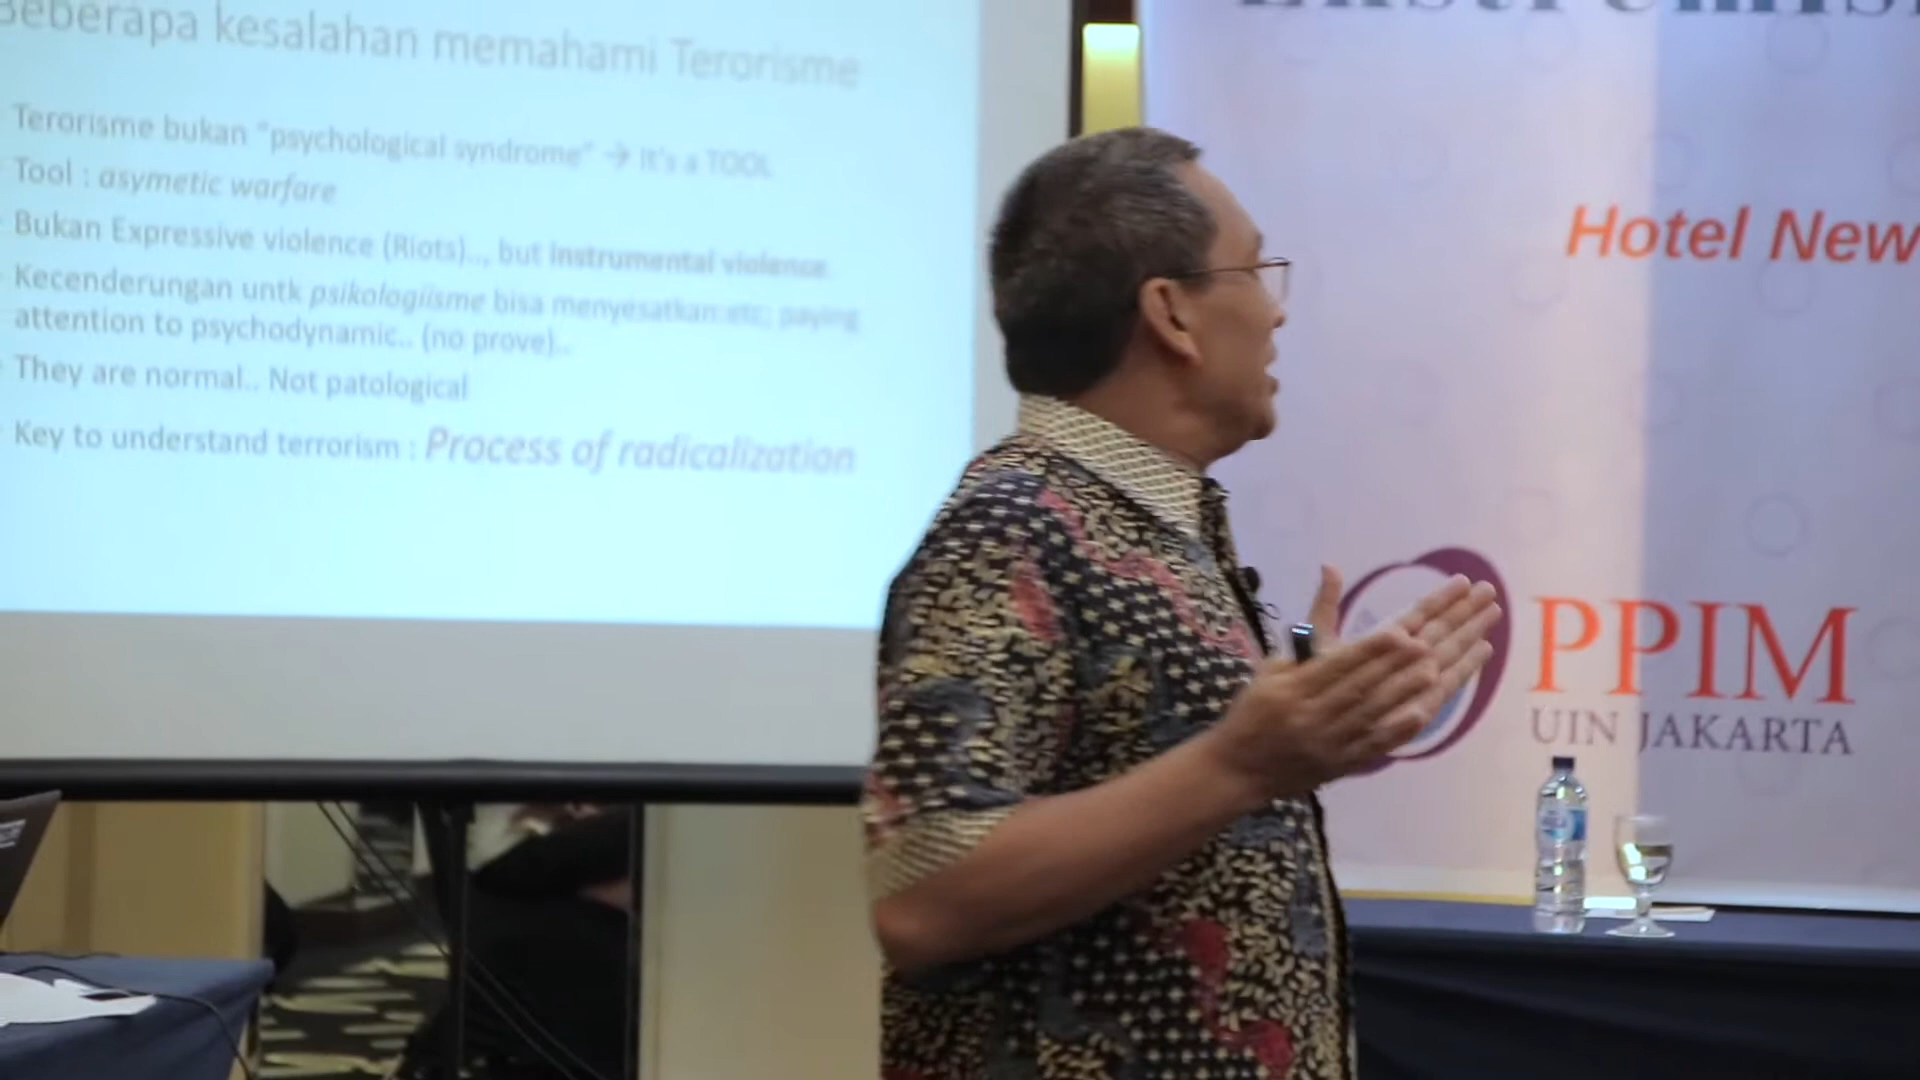 Beberapa kesalahan memahami Terorisme
Terorisme bukan "psychological syndrome" → It's a TOOL
Tool : asymetic warfare
Bukan Expressive violence (Riots).., but Instrumental violence
Kecenderungan untk psikologiisme bisa menyesatkan:etc; paying
attention to psychodynamic.. (no prove)..
They are normal.. Not patological
Key to understand terrorism : Process of radicalization
Hotel New
PPIM
UIN JAKARTA